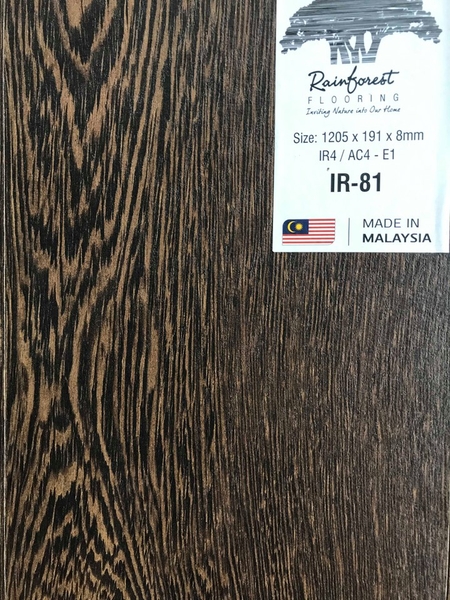 RW
Rainforest
FLOORING
Inviting Nature into Our Home
Size: 1205 x 191 x 8mm
IR4 / AC4 - E1
IR-81
MADE IN
MALAYSIA